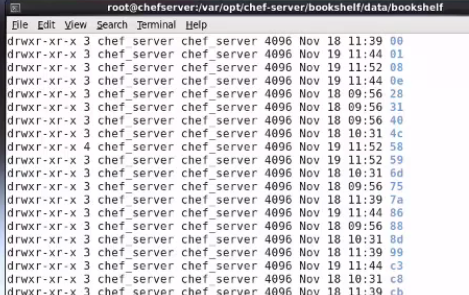 root@chefserver:/var/opt/chef-server/bookshelf/data/bookshelf
File Edit View Search Terminal Help
drwxr-xr-x 3 chef_server chef_server 4096 Nov 18 11:39 00
drwxr-xr-x 3 chef_server chef_server 4096 Nov 19 11:44 01
drwxr-xr-x 3 chef_server chef_server 4096 Nov 19 11:52 08
drwxr-xr-x 3 chef_server chef_server 4096 Nov 19 11:44 0e
drwxr-xr-x 3 chef_server chef_server 4096 Nov 18 09:56 28
drwxr-xr-x 3 chef_server chef_server 4096 Nov 18 09:56 31
drwxr-xr-x 3 chef_server chef_server 4096 Nov 18 09:56 40
drwxr-xr-x 3 chef_server chef_server 4096 Nov 18 10:31 4c
drwxr-xr-x 4 chef_server chef_server 4096 Nov 19 11:52 58
drwxr-xr-x 3 chef_server chef_server 4096 Nov 19 11:52 59
drwxr-xr-x 3 chef_server chef_server 4096 Nov 18 10:31 6d
drwxr-xr-x 3 chef_server chef_server 4096 Nov 18 09:56 75
drwxr-xr-x 3 chef_server chef_server 4096 Nov 18 11:39 7a
drwxr-xr-x 3 chef_server chef_server 4096 Nov 19 11:44 86
drwxr-xr-x 3 chef_server chef_server 4096 Nov 18 09:56 88
drwxr-xr-x 3 chef_server chef_server 4096 Nov 18 10:31 8d
drwxr-xr-x 3 chef_server chef_server 4096 Nov 18 11:39 99
drwxr-xr-x 3 chef_server chef_server 4096 Nov 19 11:44 c3
drwxr-xr-x 3 chef_server chef_server 4096 Nov 18 10:31 c8
drwxr-xr-x 3 chef_server chef_server 4096 Nov 18 11:39 cb